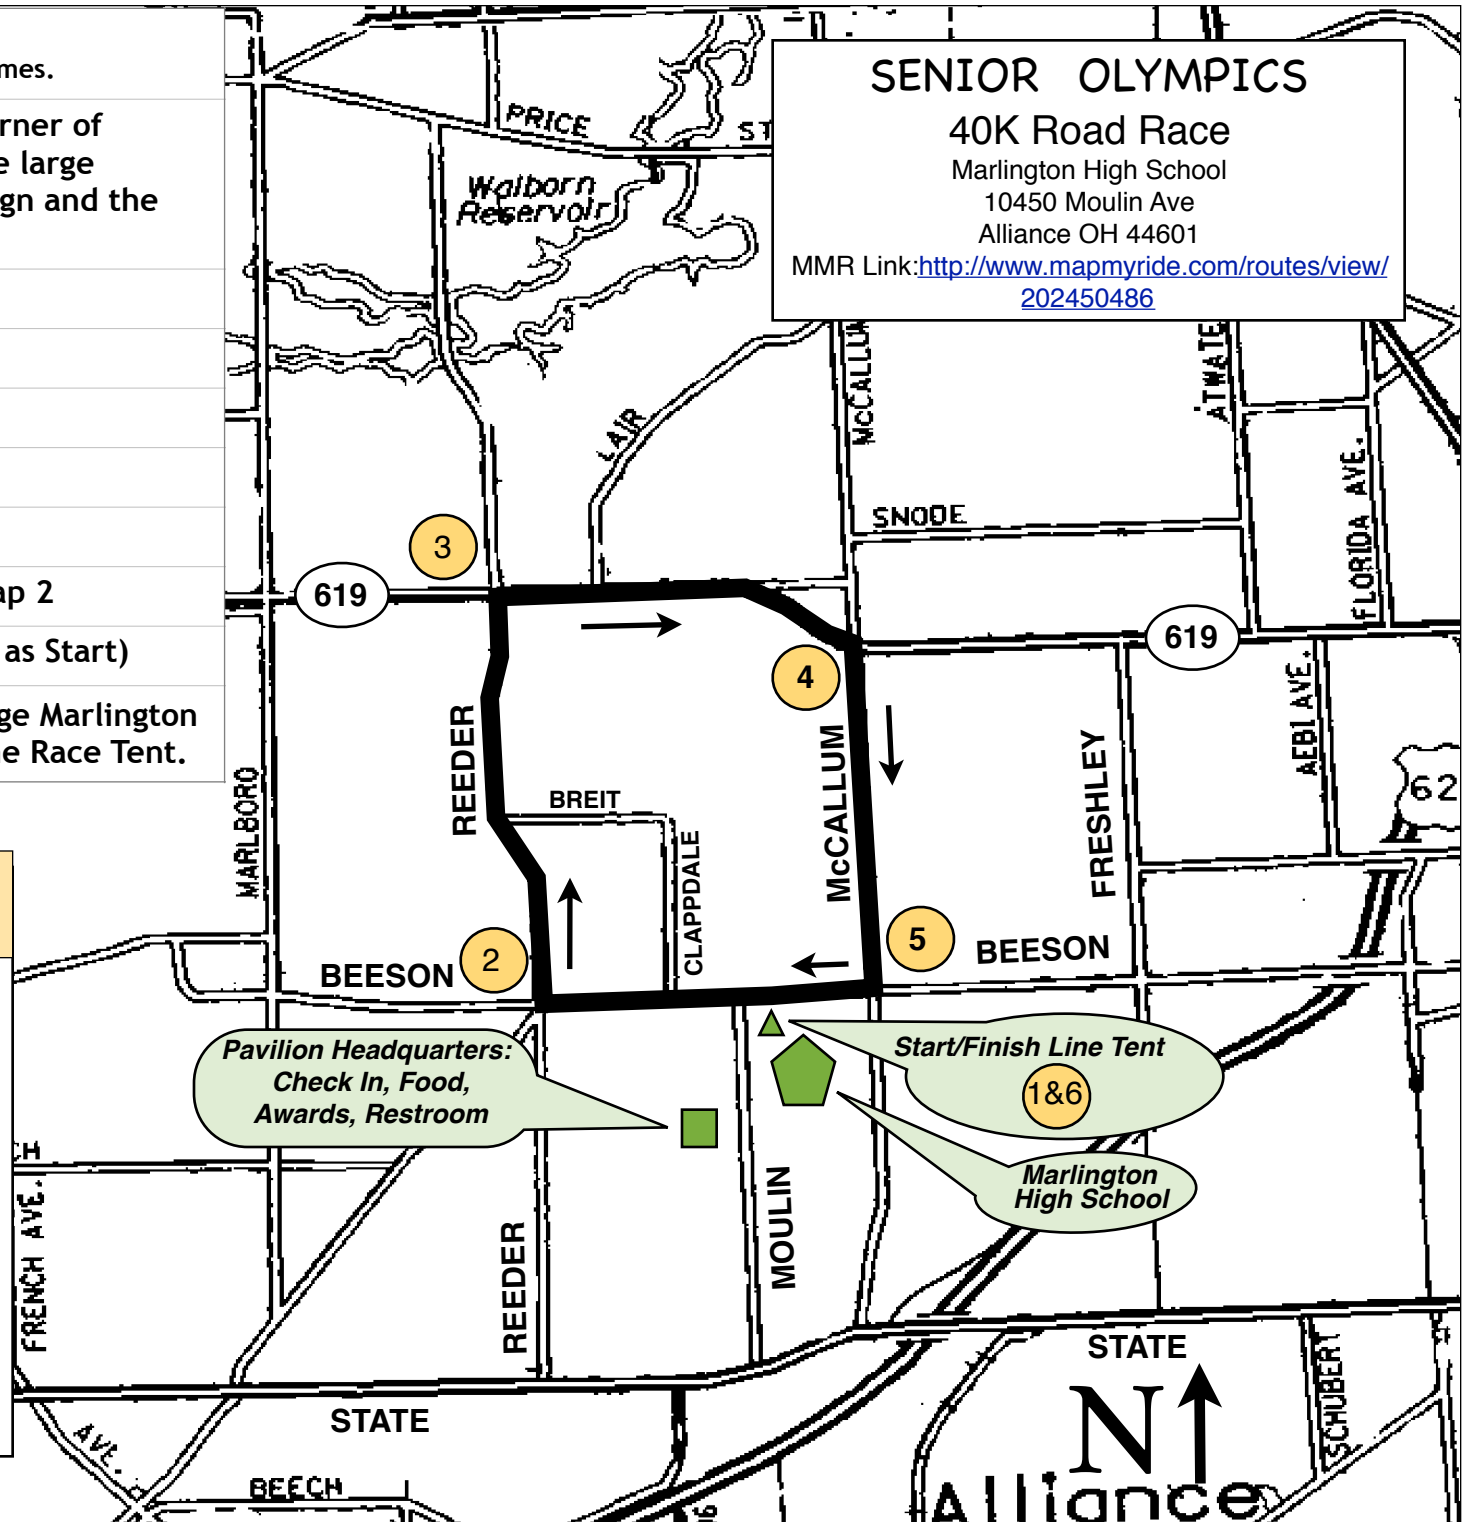 mes.
rner of
e large
gn and the
ap 2
as Start)
ge Marlington
e Race Tent.
SENIOR OLYMPICS
40K Road Race
Marlington High School
10450 Moulin Ave
Alliance OH 44601
MMR Link:http://www.mapmyride.com/routes/view/
202450486
PRICE
ST
Walborn
Reservoir
LAIR
McCALLUM
ATWATE
FLORIDA AVE.
SNODE
3
619
619
4
AEBI AVE.
REEDER
McCALLUM
FRESHLEY
62
MARLBORO
BREIT
CLAPPDALE
2
5
BEESON
BEESON
Pavilion Headquarters:
Check In, Food,
Awards, Restroom
Start/Finish Line Tent
1&6
Marlington
High School
CH
FRENCH AVE.
REEDER
MOULIN
STATE
STATE
SCHUBERT
N
AVE.
BEECH
Alliance